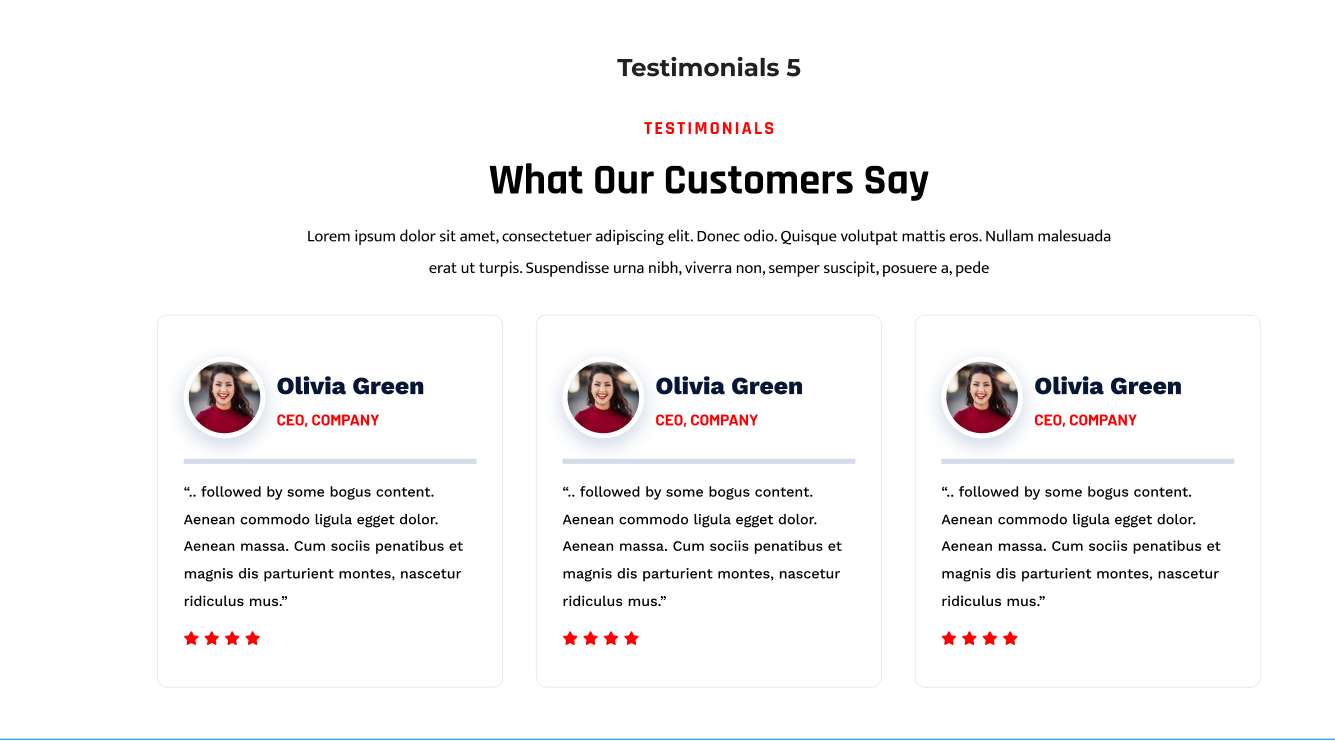 Testimonials 5
TESTIMONIALS
What Our Customers Say
Lorem ipsum dolor sit amet, consectetuer adipiscing elit. Donec odio. Quisque volutpat mattis eros. Nullam malesuada
erat ut turpis. Suspendisse urna nibh, viverra non, semper suscipit, posuere a, pede
Olivia Green
CEO, COMPANY
“.. followed by some bogus content.
Aenean commodo ligula egget dolor.
Aenean massa. Cum sociis penatibus et
magnis dis parturient montes, nascetur
ridiculus mus.”
Olivia Green
CEO, COMPANY
“.. followed by some bogus content.
Aenean commodo ligula egget dolor.
Aenean massa. Cum sociis penatibus et
magnis dis parturient montes, nascetur
ridiculus mus.”
Olivia Green
CEO, COMPANY
“.. followed by some bogus content.
Aenean commodo ligula egget dolor.
Aenean massa. Cum sociis penatibus et
magnis dis parturient montes, nascetur
ridiculus mus.”